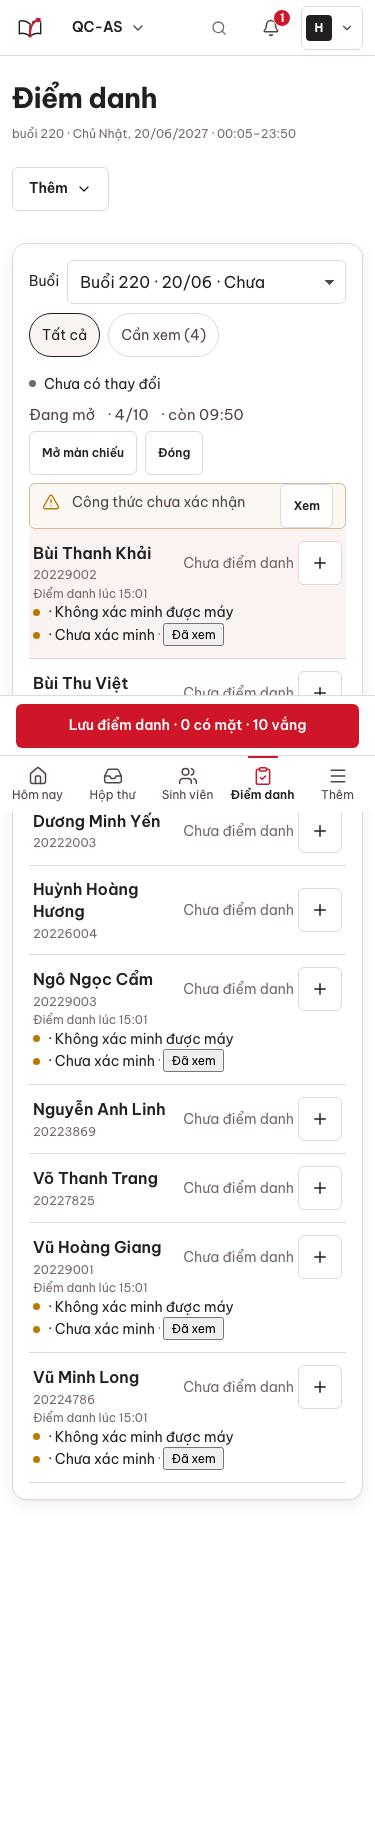 QC-AS
1
H
Điểm danh
buổi 220 · Chủ Nhật, 20/06/2027 · 00:05–23:50
Thêm
Buổi
Buổi 220 · 20/06 · Chưa
Tất cả
Cần xem (4)
Chưa có thay đổi
Đang mở · 4/10 · còn 09:50
Mở màn chiếu
Đóng
Công thức chưa xác nhận
Xem
Bùi Thanh Khải
Chưa điểm danh
20229002
Điểm danh lúc 15:01
· Không xác minh được máy
· Chưa xác minh · Đã xem
Bùi Thu Việt
Chưa điểm danh
Lưu điểm danh · 0 có mặt · 10 vắng
Hôm nay
Hộp thư
Sinh viên
Điểm danh
Thêm
Dương Minh Yến
Chưa điểm danh
20222003
Huỳnh Hoàng
Hương
Chưa điểm danh
20226004
Ngô Ngọc Cẩm
Chưa điểm danh
20229003
Điểm danh lúc 15:01
· Không xác minh được máy
· Chưa xác minh · Đã xem
Nguyễn Anh Linh
Chưa điểm danh
20223869
Võ Thanh Trang
Chưa điểm danh
20227825
Vũ Hoàng Giang
Chưa điểm danh
20229001
Điểm danh lúc 15:01
· Không xác minh được máy
· Chưa xác minh · Đã xem
Vũ Minh Long
Chưa điểm danh
20224786
Điểm danh lúc 15:01
· Không xác minh được máy
· Chưa xác minh · Đã xem